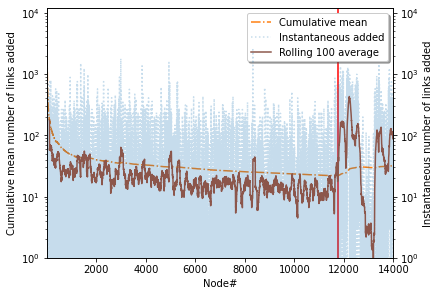 Cumulative mean number of links added
10⁴
10³
10²
10¹
10⁰
Cumulative mean
Instantaneous added
Rolling 100 average
10⁴
10³
10²
10¹
10⁰
Instantaneous number of links added
2000 4000 6000 8000 10000 12000 14000
Node#